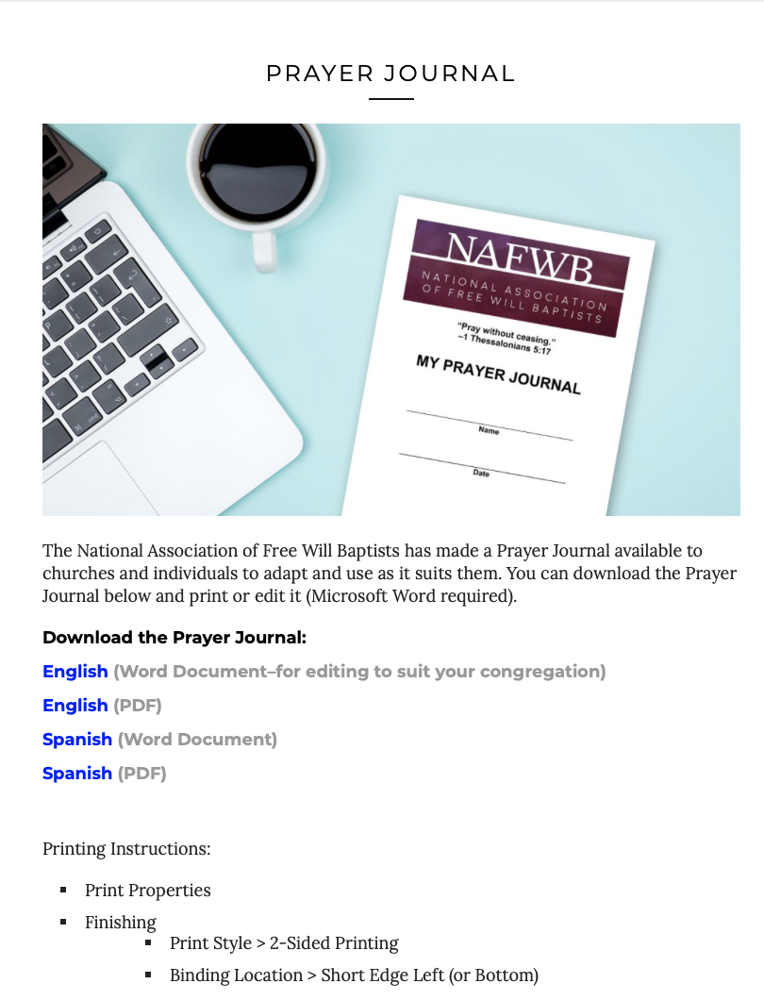 PRAYER JOURNAL
NAFWB
NATIONAL ASSOCIATION
OF FREE WILL BAPTISTS
“Pray without ceasing.”
–1 Thessalonians 5:17
MY PRAYER JOURNAL
Name
Date
The National Association of Free Will Baptists has made a Prayer Journal available to
churches and individuals to adapt and use as it suits them. You can download the Prayer
Journal below and print or edit it (Microsoft Word required).
Download the Prayer Journal:
English (Word Document–for editing to suit your congregation)
English (PDF)
Spanish (Word Document)
Spanish (PDF)
Printing Instructions:
Print Properties
Finishing
Print Style > 2-Sided Printing
Binding Location > Short Edge Left (or Bottom)